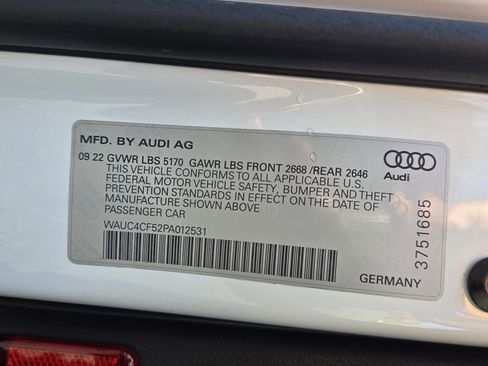 MFD. BY AUDI AG
09 22 GVWR LBS 5170 GAWR LBS FRONT 2668 /REAR 2646
THIS VEHICLE CONFORMS TO ALL APPLICABLE U.S.
FEDERAL MOTOR VEHICLE SAFETY, BUMPER AND THEFT
PREVENTION STANDARDS IN EFFECT ON THE DATE OF
MANUFACTURE SHOWN ABOVE
PASSENGER CAR
WAUC4CF52PA012531
Audi
3751685
GERMANY